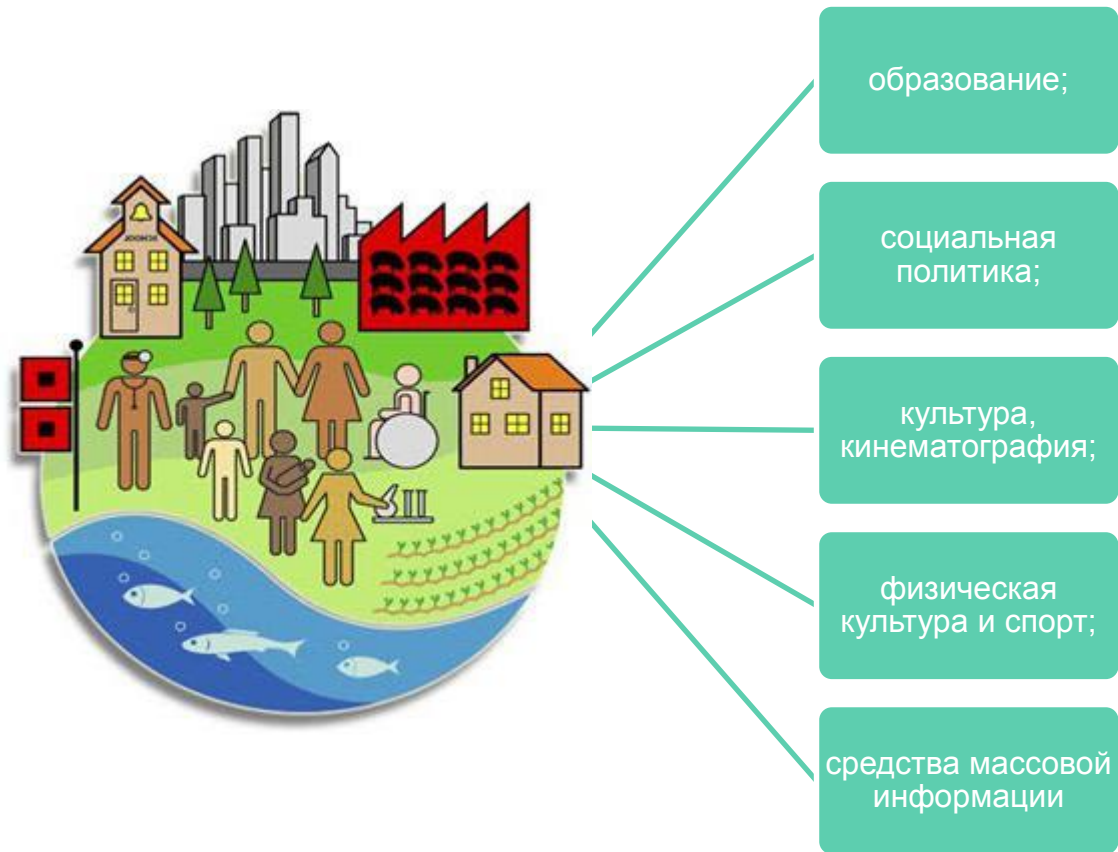 образование;
социальная
политика;
культура,
кинематография;
физическая
культура и спорт;
средства массовой
информации